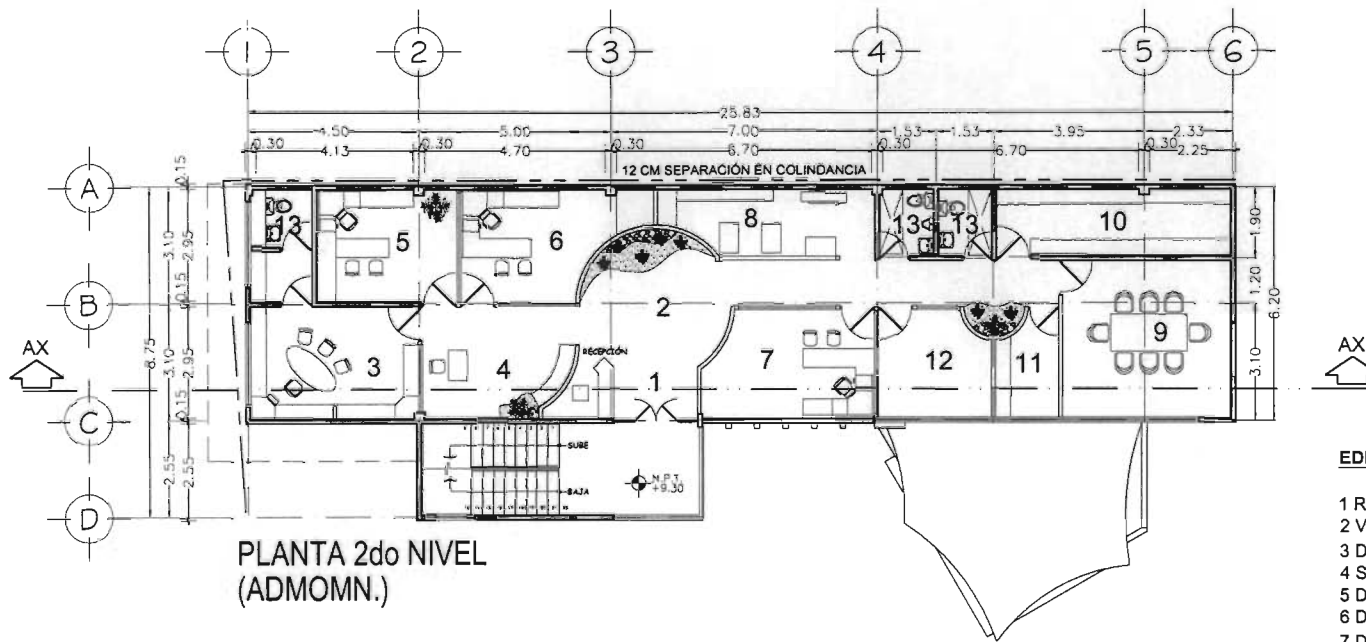 1 2 3 4 5 6
25.83
4.50 5.00 7.00 1.53 1.53 3.95 2.33
0.30 4.13 0.30 4.70 0.30 6.70 0.30 6.70 0.30 2.25
12 CM SEPARACIÓN EN COLINDANCIA
A
B
C
D
0.15
2.95
0.15
2.95
0.15
2.55
3.10
3.10
2.55
8.75
1.90
1.20
3.10
6.20
13 5 6 8 13 13 10
2
3 4 7 12 11 9
1
RECEPCIÓN
AX AX
SUBE
BAJA
N.P.T.
+9.30
PLANTA 2do NIVEL
(ADMOMN.)
EDI
1 R
2 V
3 D
4 S
5 D
6 D
7 D